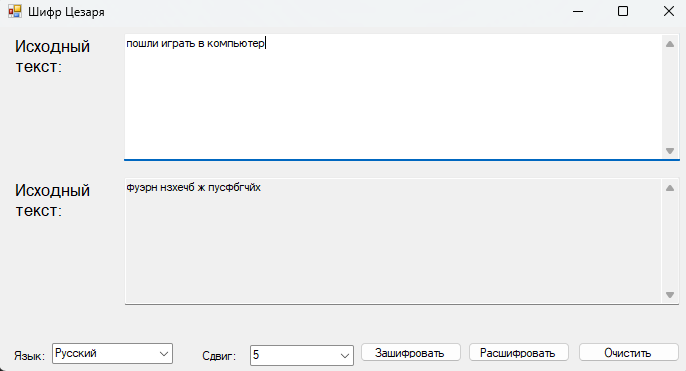 Шифр Цезаря
Исходный
текст:
пошли играть в компьютер
Исходный
текст:
фуэрн нзхечб ж пусфбгчйх
Язык: Русский Сдвиг: 5 Зашифровать Расшифровать Очистить